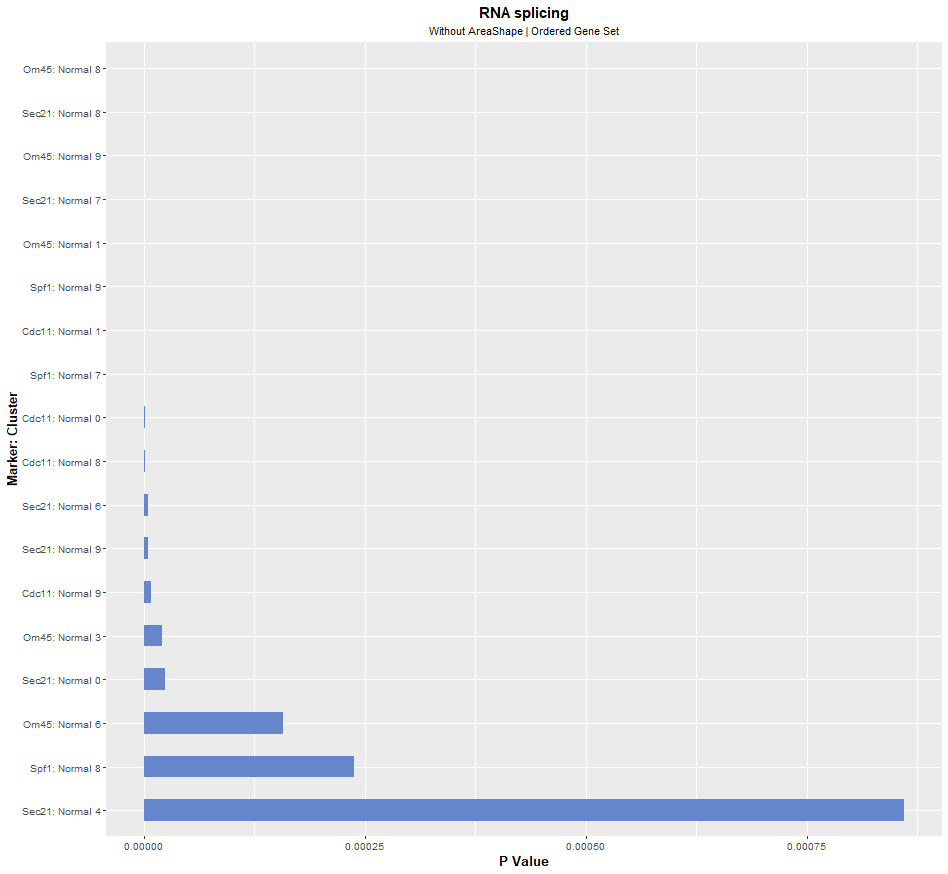 RNA splicing
Without AreaShape | Ordered Gene Set
Om45: Normal 8
Sec21: Normal 8
Om45: Normal 9
Sec21: Normal 7
Om45: Normal 1
Spf1: Normal 9
Cdc11: Normal 1
Spf1: Normal 7
Cdc11: Normal 0
Cdc11: Normal 8
Sec21: Normal 6
Sec21: Normal 9
Cdc11: Normal 9
Om45: Normal 3
Sec21: Normal 0
Om45: Normal 6
Spf1: Normal 8
Sec21: Normal 4
Marker: Cluster
0.00000 0.00025 0.00050 0.00075
P Value